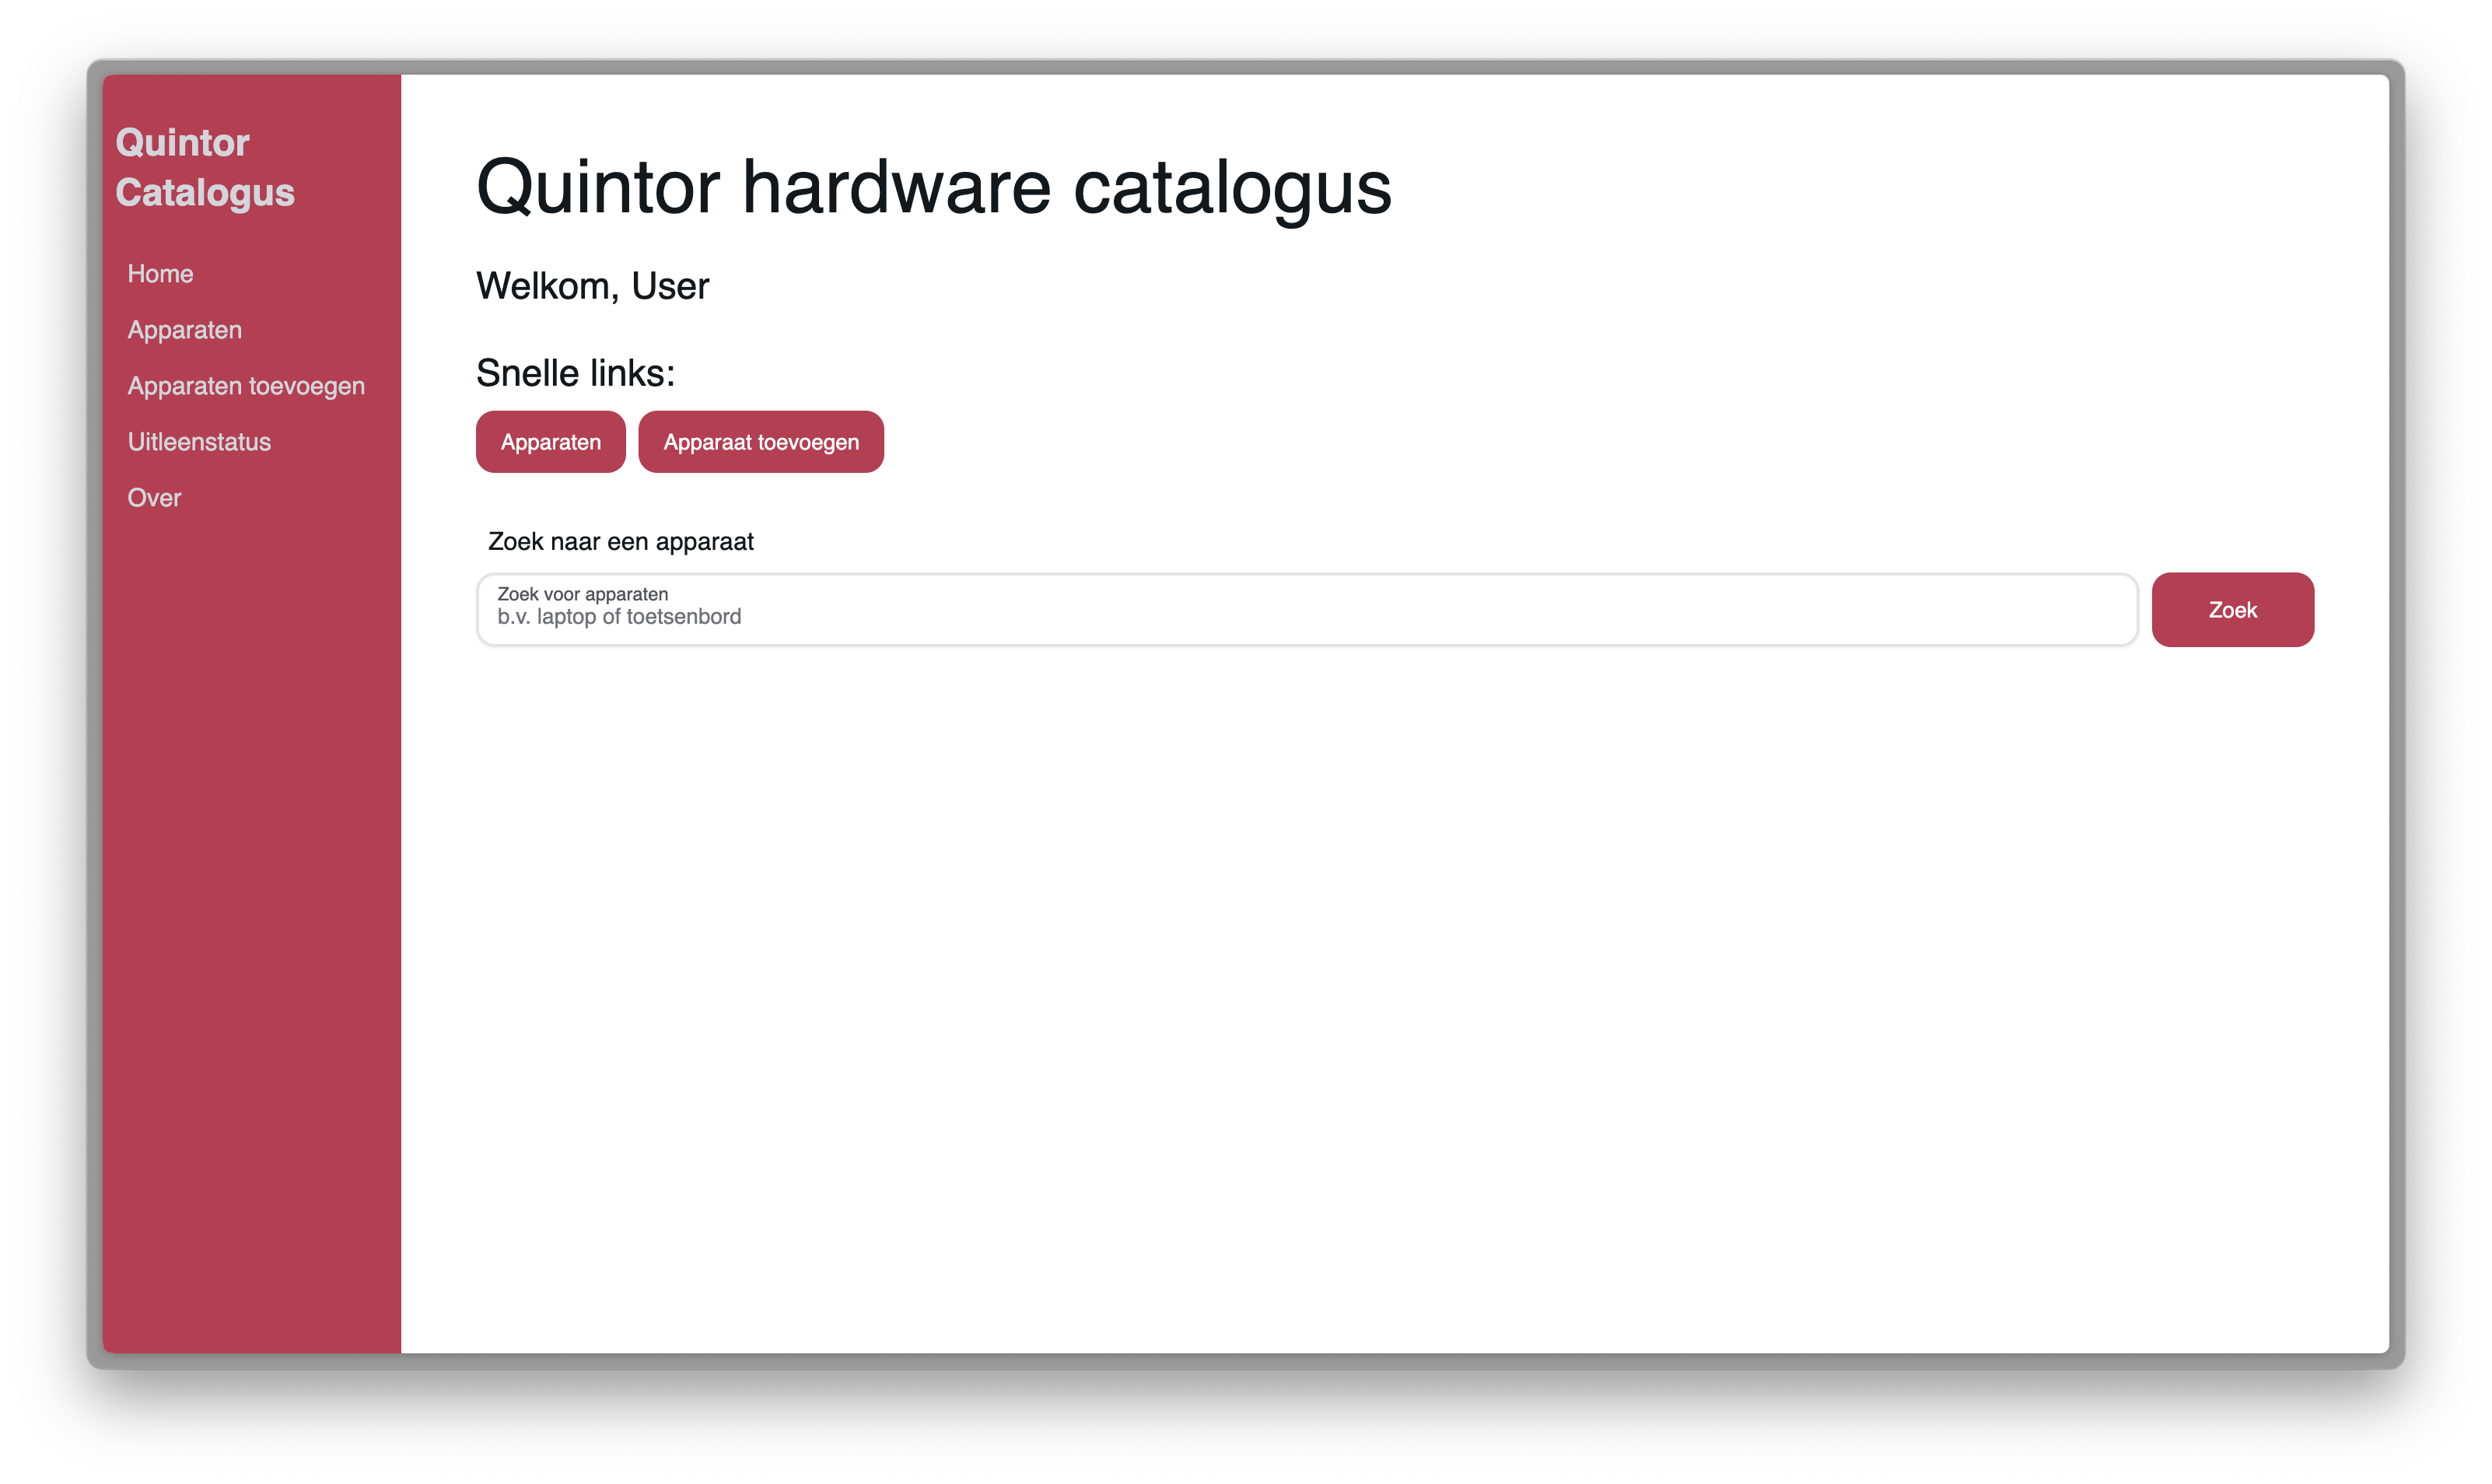 Quintor
Catalogus
Home
Apparaten
Apparaten toevoegen
Uitleenstatus
Over
Quintor hardware catalogus
Welkom, User
Snelle links:
Apparaten
Apparaat toevoegen
Zoek naar een apparaat
Zoek voor apparaten
b.v. laptop of toetsenbord
Zoek